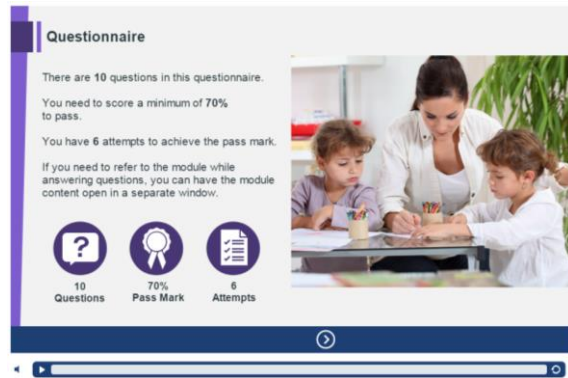 Questionnaire
There are 10 questions in this questionnaire.
You need to score a minimum of 70%
to pass.
You have 6 attempts to achieve the pass mark.
If you need to refer to the module while
answering questions, you can have the module
content open in a separate window.
?
10
Questions
70%
Pass Mark
6
Attempts